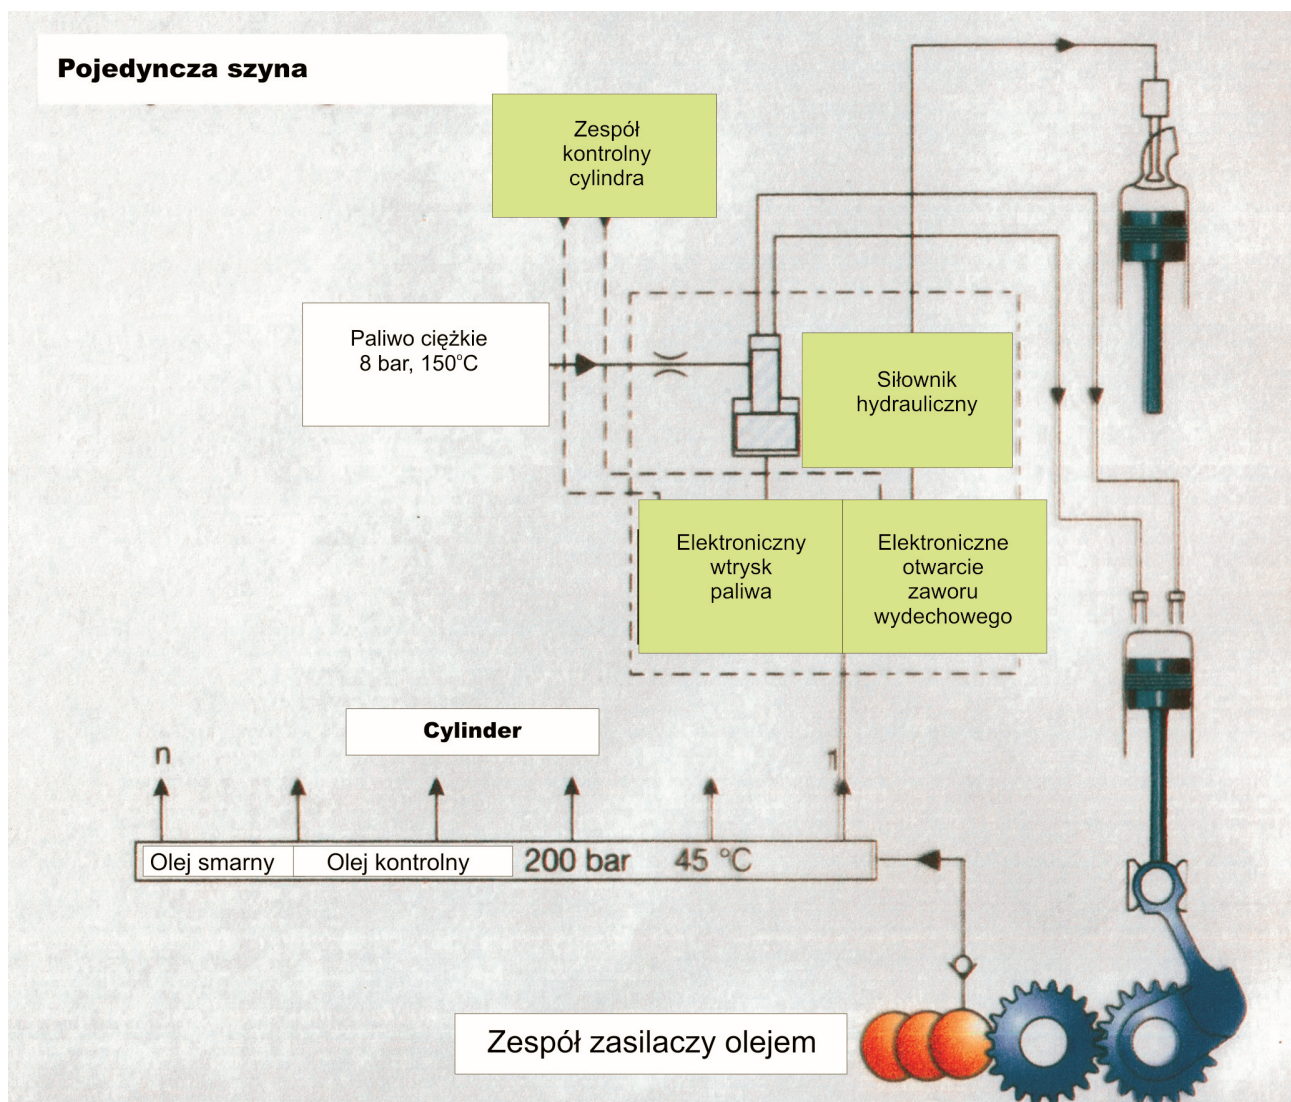 Pojedyncza szyna
Zespół
kontrolny
cylindra
Paliwo ciężkie
8 bar, 150°C
Siłownik
hydrauliczny
Elektroniczny
wtrysk
paliwa
Elektroniczne
otwarcie
zaworu
wydechowego
Cylinder
n
1
Olej smarny
Olej kontrolny
200 bar
45 °C
Zespół zasilaczy olejem